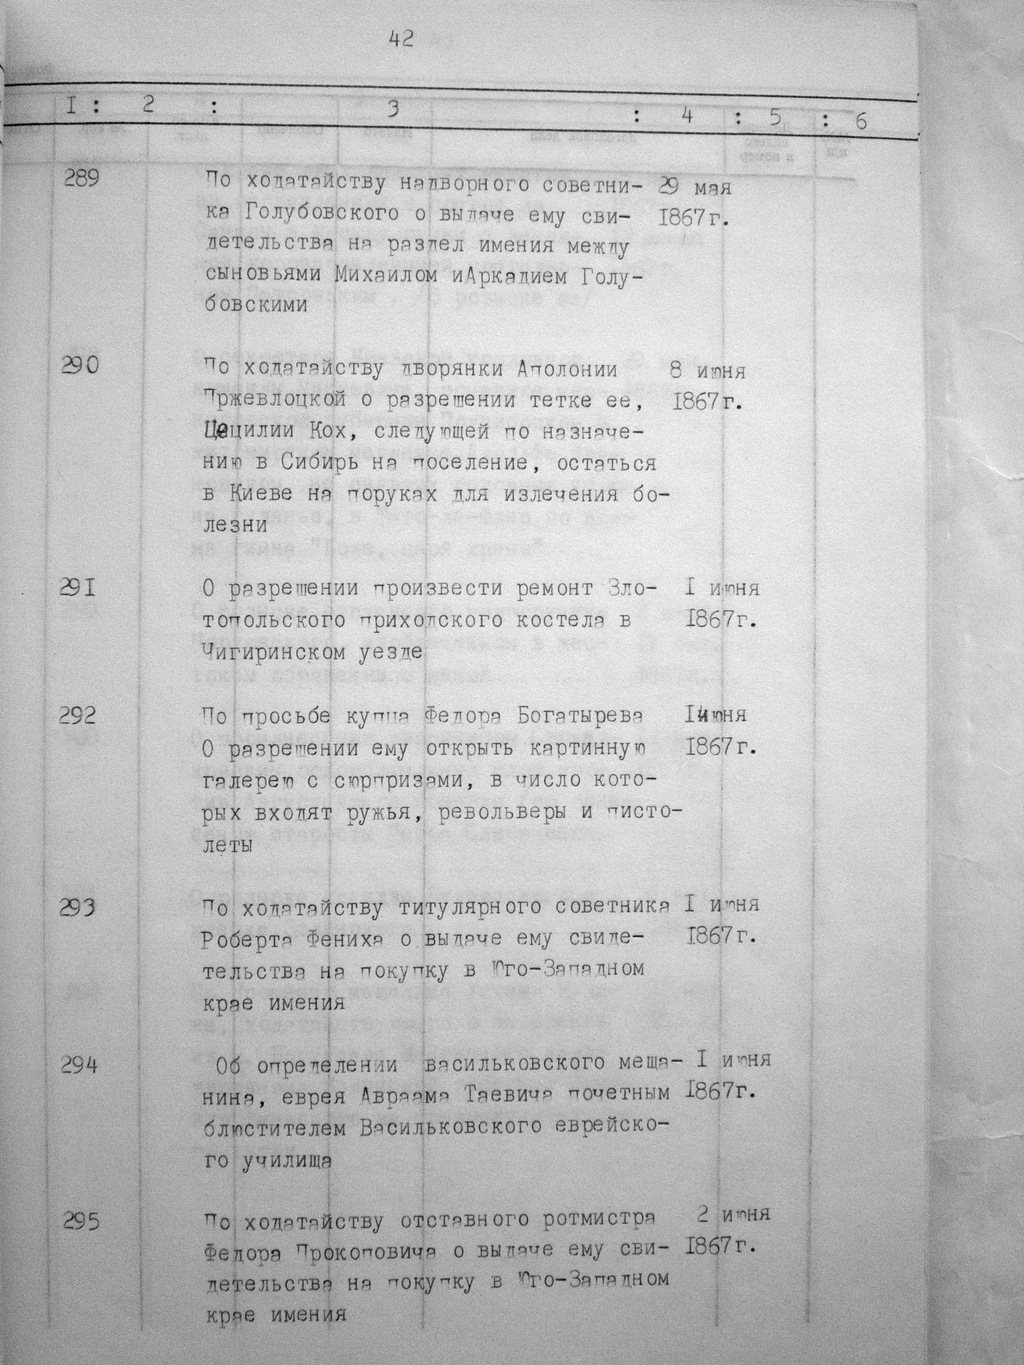 42
I : 2 : 3 : 4 : 5 : 6
289 По ходатайству надворного советни- 29 мая
ка Голубовского о выдаче ему сви- 1867г.
детельства на раздел имения между
сыновьями Михаилом иАркадием Голу-
бовскими
290 По ходатайству дворянки Аполонии 8 июня
Пржевлоцкой о разрешении тетке ее, 1867г.
Цецилии Кох, следующей по назначе-
нию в Сибирь на поселение, остаться
в Киеве на поруках для излечения бо-
лезни
291 О разрешении произвести ремонт Зло- I июня
топольского приходского костела в 1867г.
Чигиринском уезде
292 По просьбе купца Федора Богатырева июня
О разрешении ему открыть картинную 1867г.
галерею с сюрпризами, в число кото-
рых входят ружья, револьверы и писто-
леты
293 По ходатайству титулярного советника I июня
Роберта Фениха о выдаче ему свиде- 1867г.
тельства на покупку в Юго-Западном
крае имения
294 Об определении васильковского меща- I июня
нина, еврея Авраама Таевича почетным 1867г.
блюстителем Васильковского еврейско-
го училища
295 По ходатайству отставного ротмистра 2 июня
Федора Прокоповича о выдаче ему сви- 1867г.
детельства на покупку в Юго-Западном
крае имения